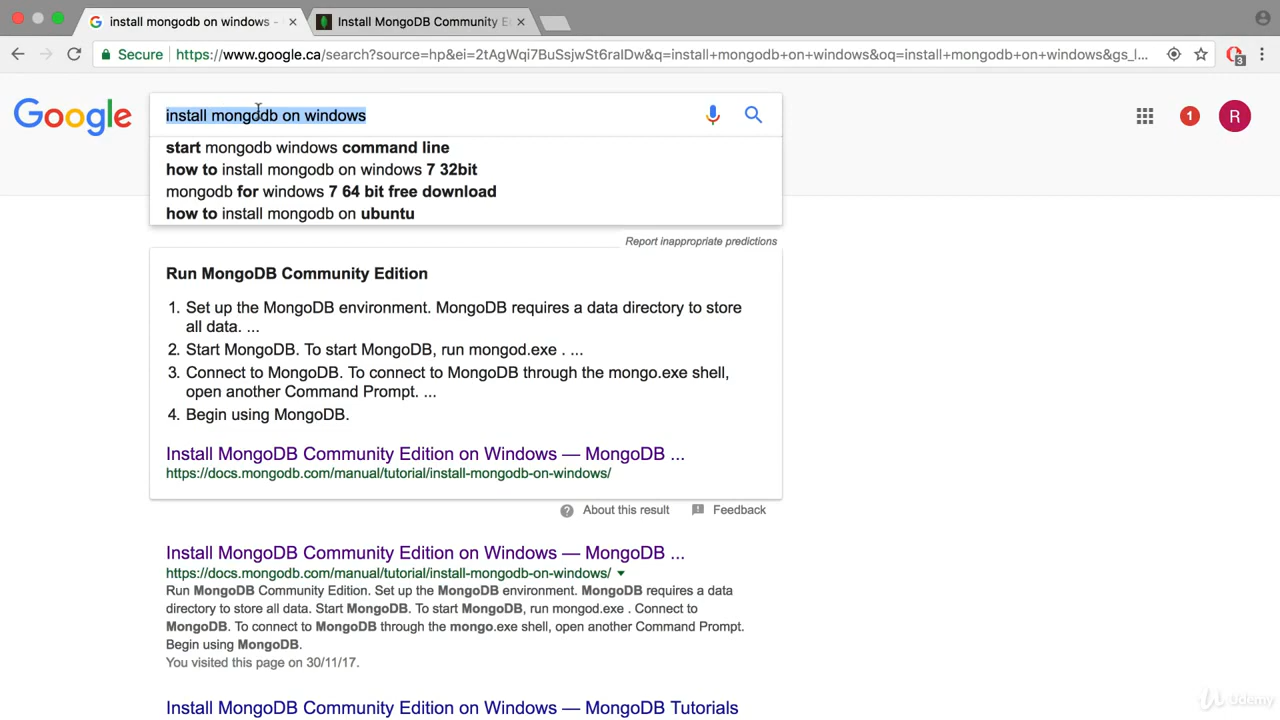 install mongodb on windows -
Install MongoDB Community E
Secure
https://www.google.ca/search?source=hp&ei=2tAgWqi7BuSsjwSt6raIDw&q=install+mongodb+on+windows&oq=install+mongodb+on+windows&gs_l...
3
Google
install mongodb on windows
1
R
start mongodb windows command line
how to install mongodb on windows 7 32bit
mongodb for windows 7 64 bit free download
how to install mongodb on ubuntu
Report inappropriate predictions
Run MongoDB Community Edition
1. Set up the MongoDB environment. MongoDB requires a data directory to store
all data. ...
2. Start MongoDB. To start MongoDB, run mongod.exe . ...
3. Connect to MongoDB. To connect to MongoDB through the mongo.exe shell,
open another Command Prompt. ...
4. Begin using MongoDB.
Install MongoDB Community Edition on Windows — MongoDB ...
https://docs.mongodb.com/manual/tutorial/install-mongodb-on-windows/
About this result
Feedback
Install MongoDB Community Edition on Windows — MongoDB ...
https://docs.mongodb.com/manual/tutorial/install-mongodb-on-windows/
Run MongoDB Community Edition. Set up the MongoDB environment. MongoDB requires a data
directory to store all data. Start MongoDB. To start MongoDB, run mongod.exe . Connect to
MongoDB. To connect to MongoDB through the mongo.exe shell, open another Command Prompt.
Begin using MongoDB.
You visited this page on 30/11/17.
Install MongoDB Community Edition on Windows — MongoDB Tutorials
Udemy